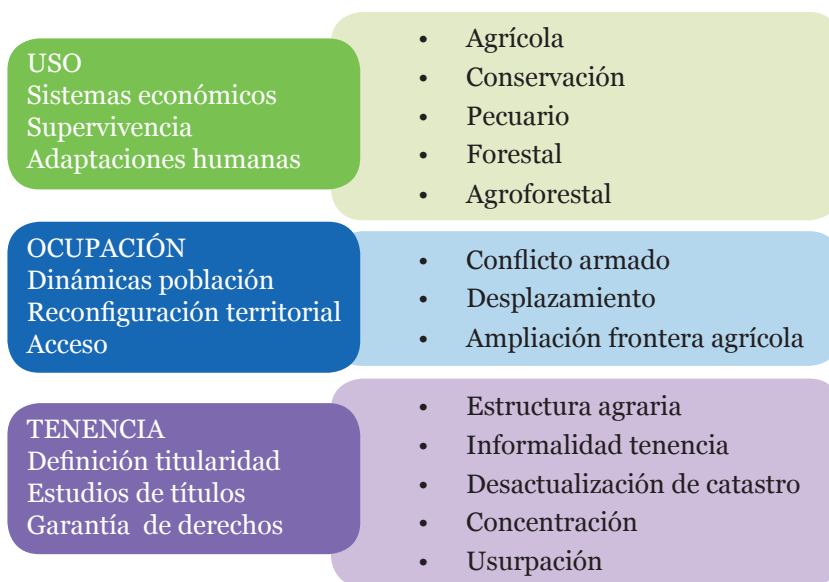 USO
Sistemas económicos
Supervivencia
Adaptaciones humanas
• Agrícola
• Conservación
• Pecuario
• Forestal
• Agroforestal
OCUPACIÓN
Dinámicas población
Reconfiguración territorial
Acceso
• Conflicto armado
• Desplazamiento
• Ampliación frontera agrícola
TENENCIA
Definición titularidad
Estudios de títulos
Garantía de derechos
• Estructura agraria
• Informalidad tenencia
• Desactualización de catastro
• Concentración
• Usurpación